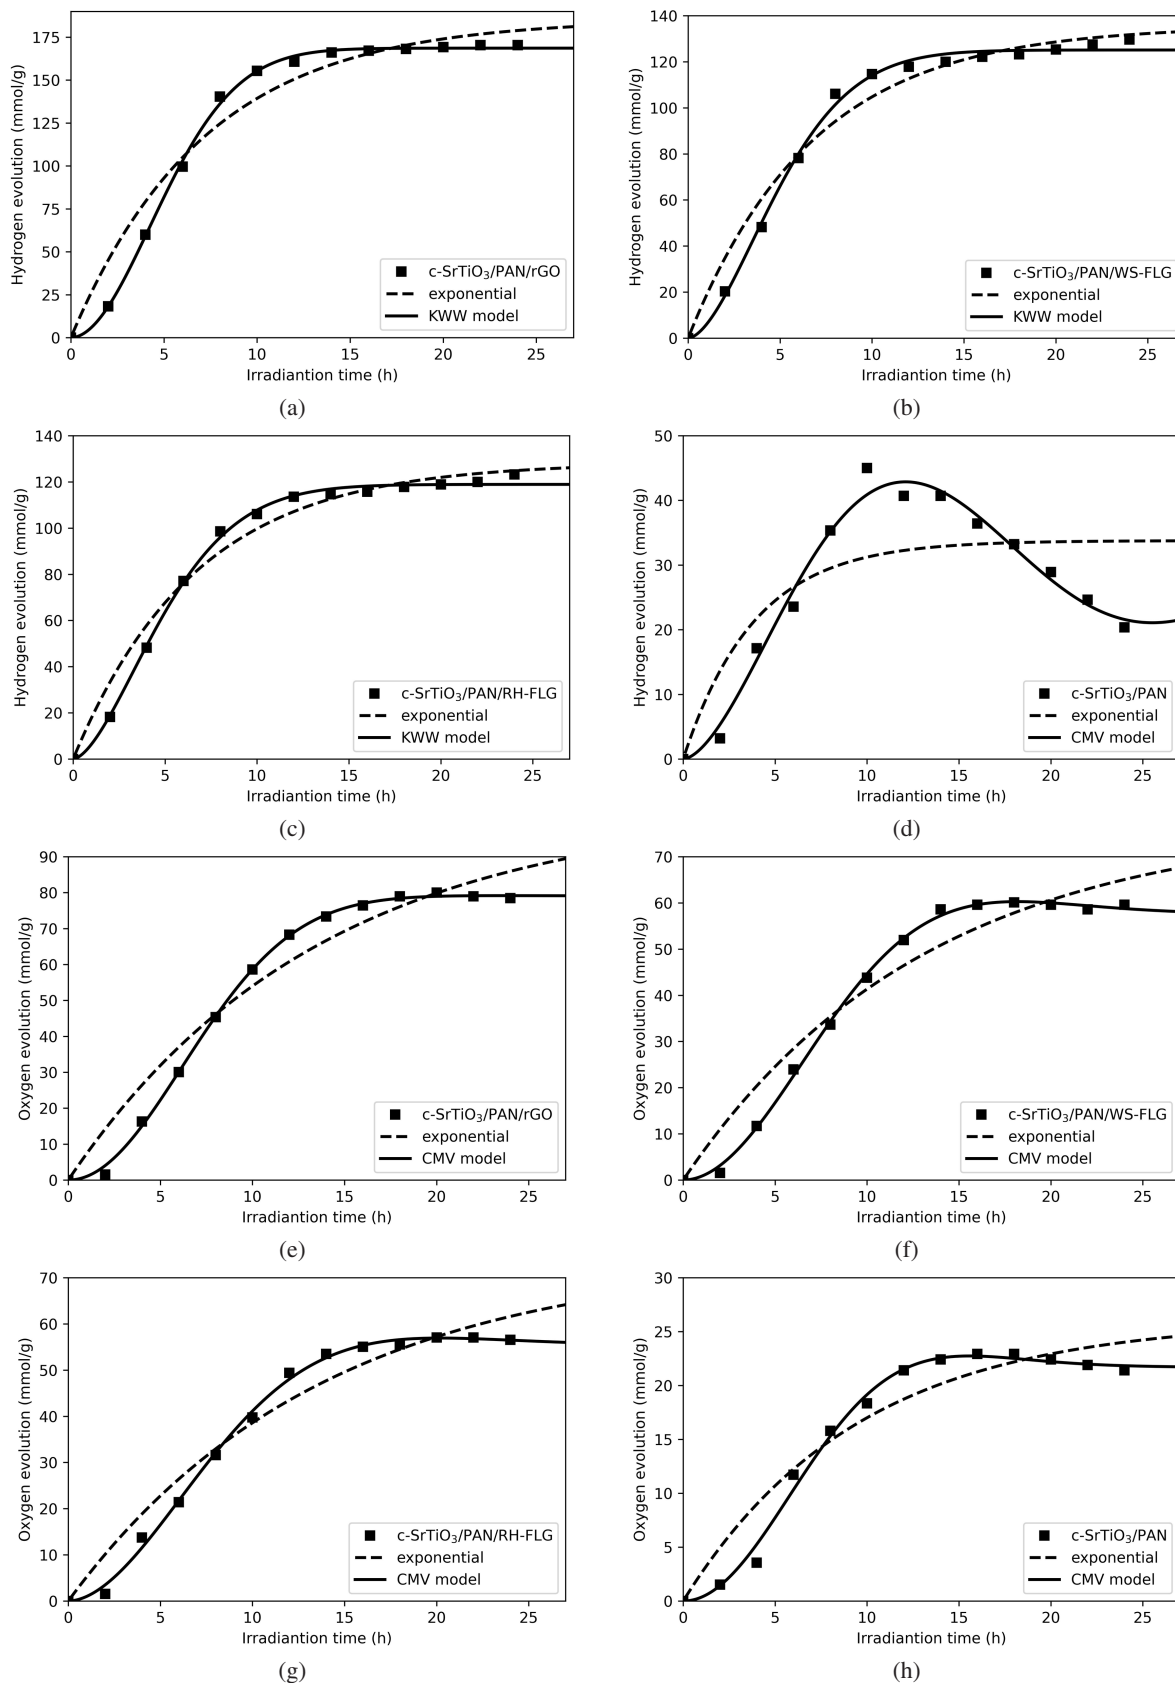 175
150
125
100
75
50
25
0
Hydrogen evolution (mmol/g)
c-SrTiO₃/PAN/rGO
exponential
KWW model
0 5 10 15 20 25
Irradiantion time (h)
(a)
140
120
100
80
60
40
20
0
Hydrogen evolution (mmol/g)
c-SrTiO₃/PAN/WS-FLG
exponential
KWW model
0 5 10 15 20 25
Irradiantion time (h)
(b)
140
120
100
80
60
40
20
0
Hydrogen evolution (mmol/g)
c-SrTiO₃/PAN/RH-FLG
exponential
KWW model
0 5 10 15 20 25
Irradiantion time (h)
(c)
50
40
30
20
10
0
Hydrogen evolution (mmol/g)
c-SrTiO₃/PAN
exponential
CMV model
0 5 10 15 20 25
Irradiantion time (h)
(d)
90
80
70
60
50
40
30
20
10
0
Oxygen evolution (mmol/g)
c-SrTiO₃/PAN/rGO
exponential
CMV model
0 5 10 15 20 25
Irradiantion time (h)
(e)
70
60
50
40
30
20
10
0
Oxygen evolution (mmol/g)
c-SrTiO₃/PAN/WS-FLG
exponential
CMV model
0 5 10 15 20 25
Irradiantion time (h)
(f)
70
60
50
40
30
20
10
0
Oxygen evolution (mmol/g)
c-SrTiO₃/PAN/RH-FLG
exponential
CMV model
0 5 10 15 20 25
Irradiantion time (h)
(g)
30
25
20
15
10
5
0
Oxygen evolution (mmol/g)
c-SrTiO₃/PAN
exponential
CMV model
0 5 10 15 20 25
Irradiantion time (h)
(h)